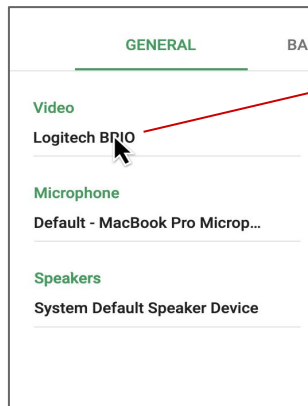 GENERAL
BA
Video
Logitech BRIO
Microphone
Default - MacBook Pro Microp…
Speakers
System Default Speaker Device